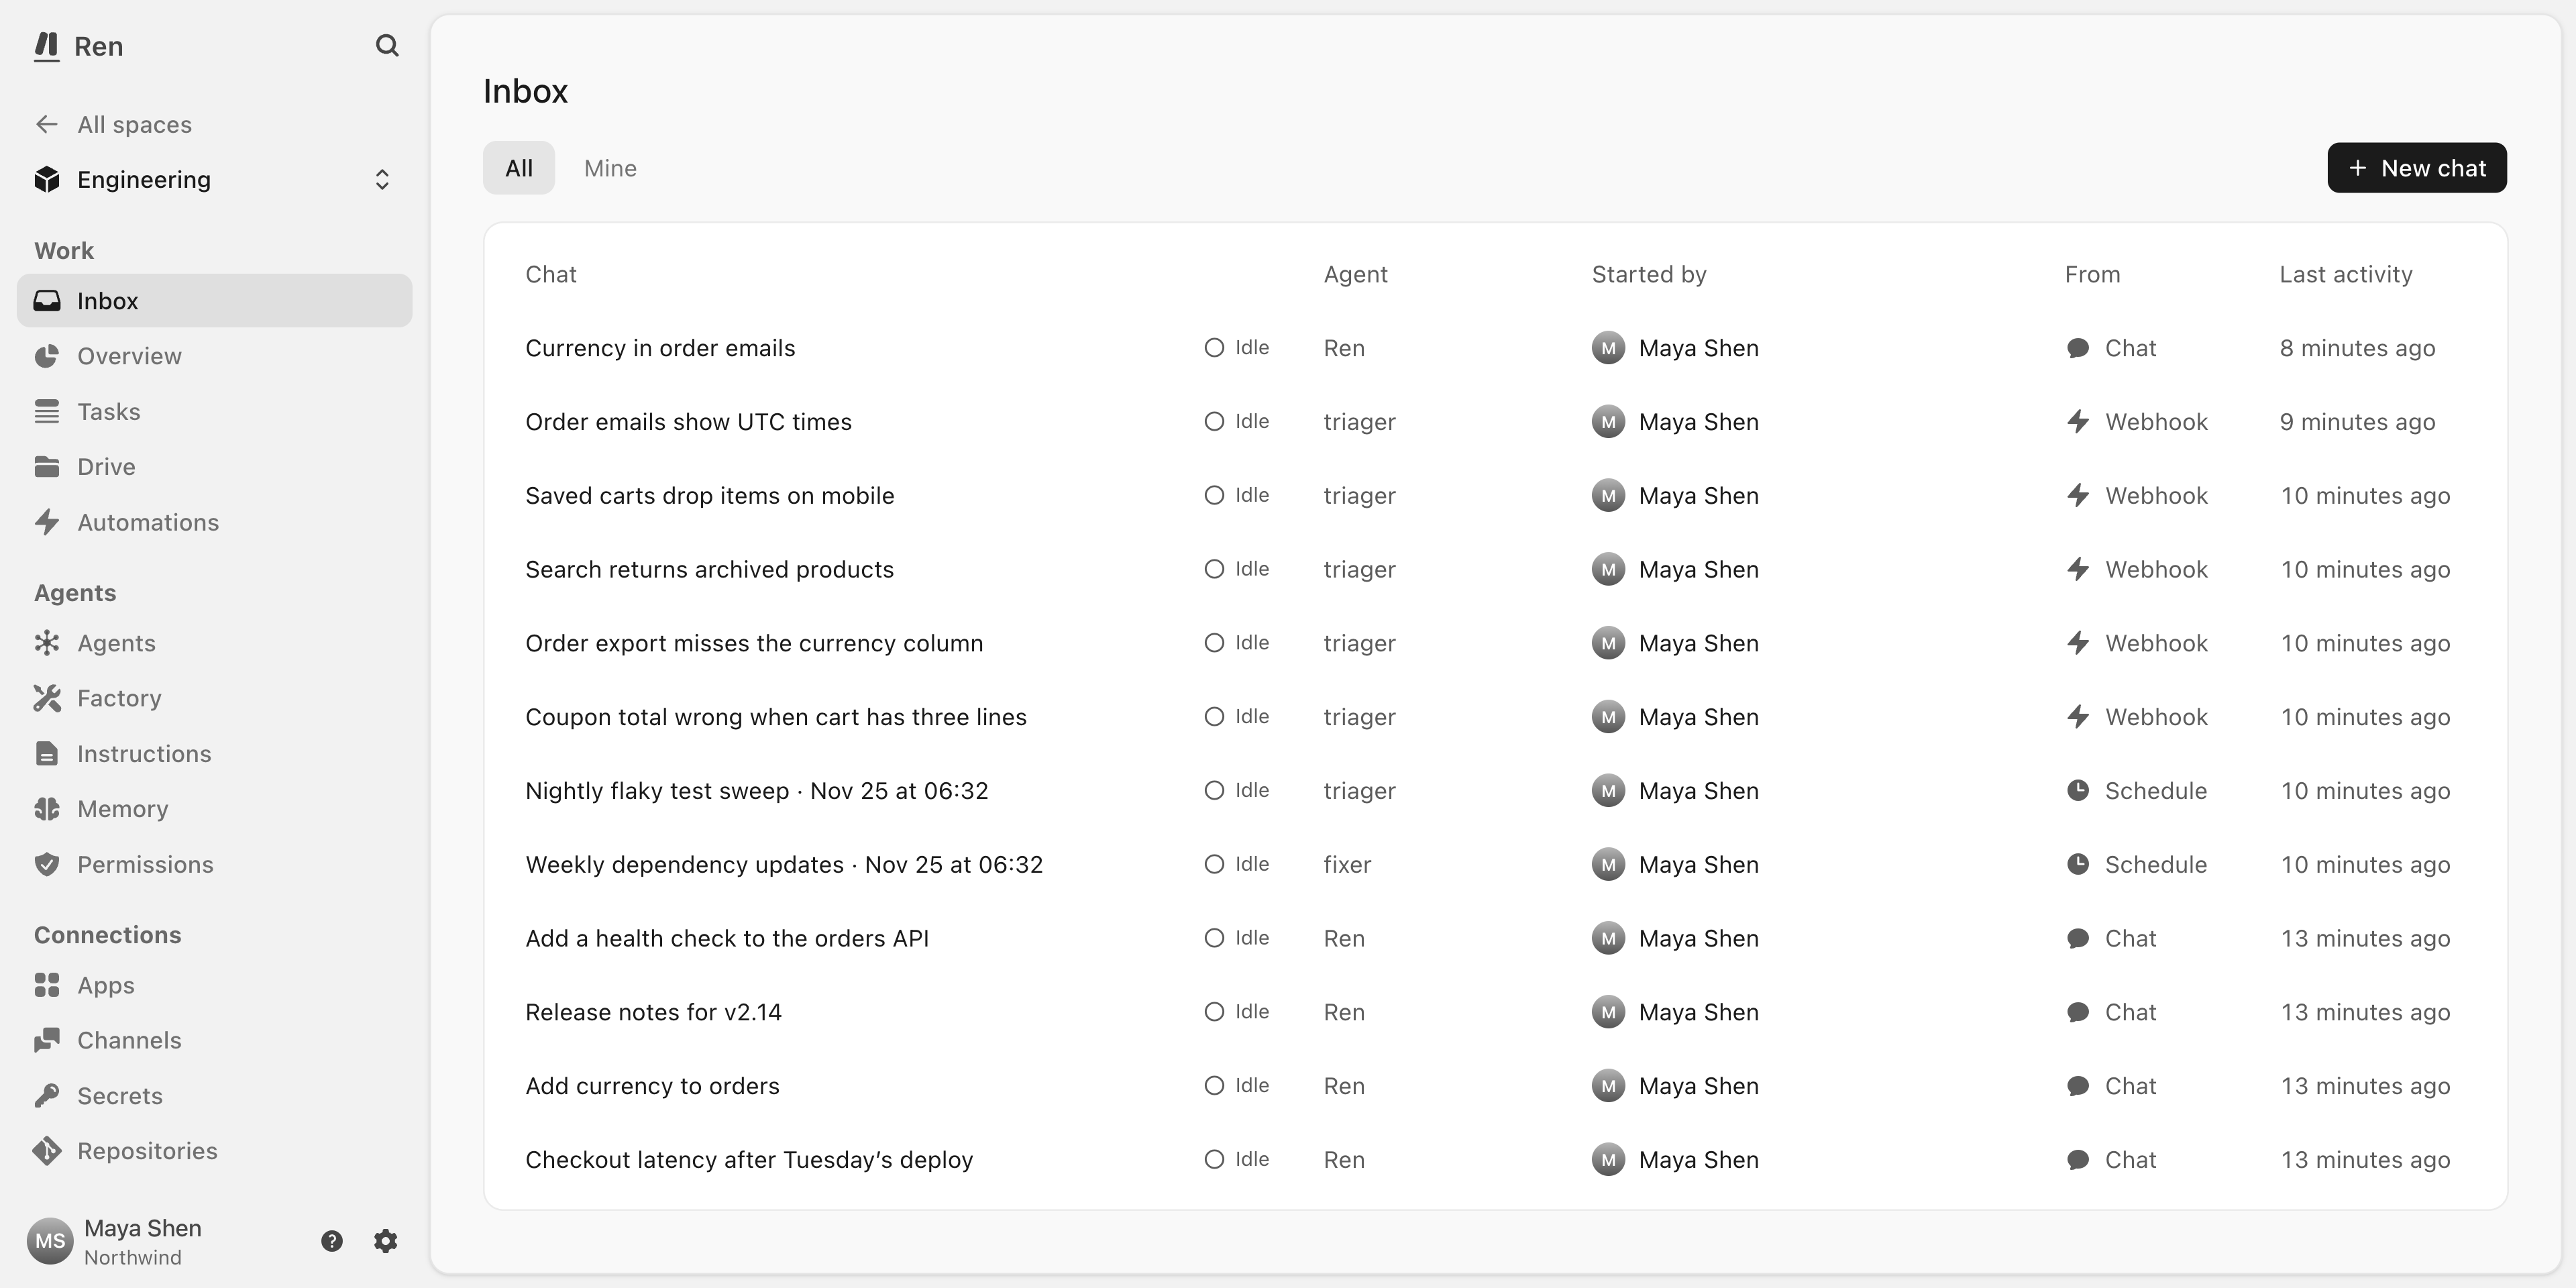 Ren
All spaces
Engineering
Work
Inbox
Overview
Tasks
Drive
Automations
Agents
Agents
Factory
Instructions
Memory
Permissions
Connections
Apps
Channels
Secrets
Repositories
MS Maya Shen
Northwind
Inbox
All Mine
+ New chat
Chat Agent Started by From Last activity
Currency in order emails Idle Ren M Maya Shen Chat 8 minutes ago
Order emails show UTC times Idle triager M Maya Shen Webhook 9 minutes ago
Saved carts drop items on mobile Idle triager M Maya Shen Webhook 10 minutes ago
Search returns archived products Idle triager M Maya Shen Webhook 10 minutes ago
Order export misses the currency column Idle triager M Maya Shen Webhook 10 minutes ago
Coupon total wrong when cart has three lines Idle triager M Maya Shen Webhook 10 minutes ago
Nightly flaky test sweep · Nov 25 at 06:32 Idle triager M Maya Shen Schedule 10 minutes ago
Weekly dependency updates · Nov 25 at 06:32 Idle fixer M Maya Shen Schedule 10 minutes ago
Add a health check to the orders API Idle Ren M Maya Shen Chat 13 minutes ago
Release notes for v2.14 Idle Ren M Maya Shen Chat 13 minutes ago
Add currency to orders Idle Ren M Maya Shen Chat 13 minutes ago
Checkout latency after Tuesday’s deploy Idle Ren M Maya Shen Chat 13 minutes ago